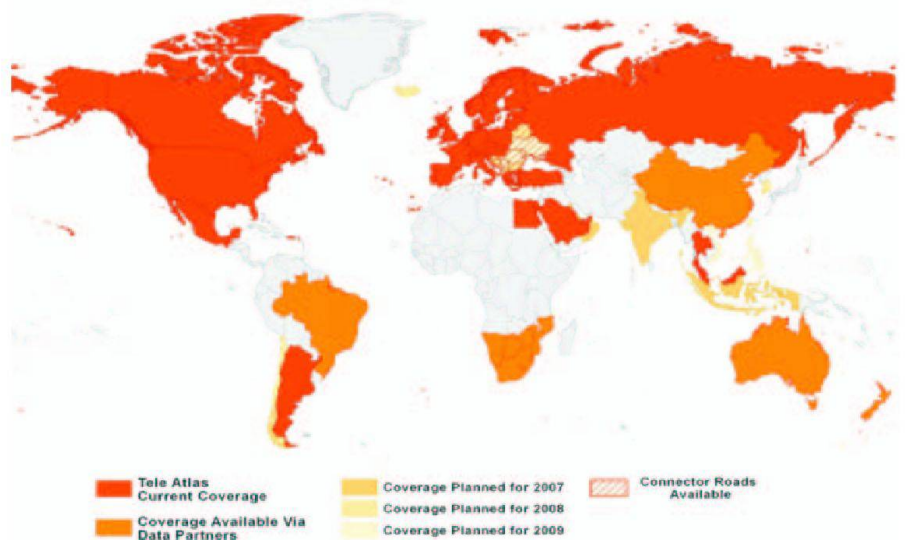 Tele Atlas
Current Coverage
Coverage Available Via
Data Partners
Coverage Planned for 2007
Coverage Planned for 2008
Coverage Planned for 2009
Connector Roads
Available